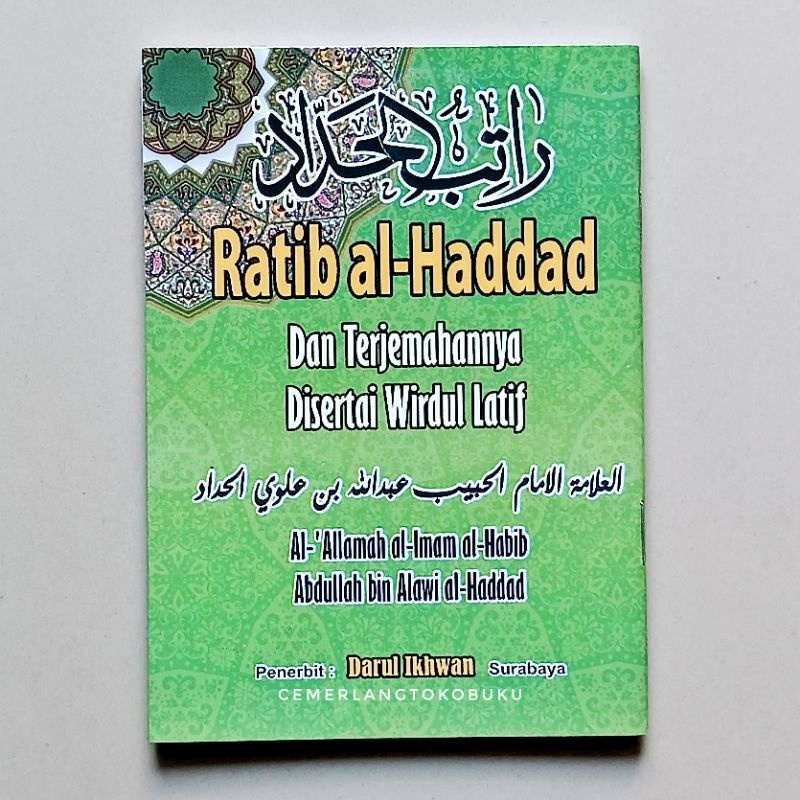 راتب الحداد
Ratib al-Haddad
Dan Terjemahannya
Disertai Wirdul Latif
العلامة الامام الحبيب عبدالله بن علوي الحداد
Al-'Allamah al-Imam al-Habib
Abdullah bin Alawi al-Haddad
Penerbit : Darul Ikhwan Surabaya
CEMERLANGTOKOBUKU